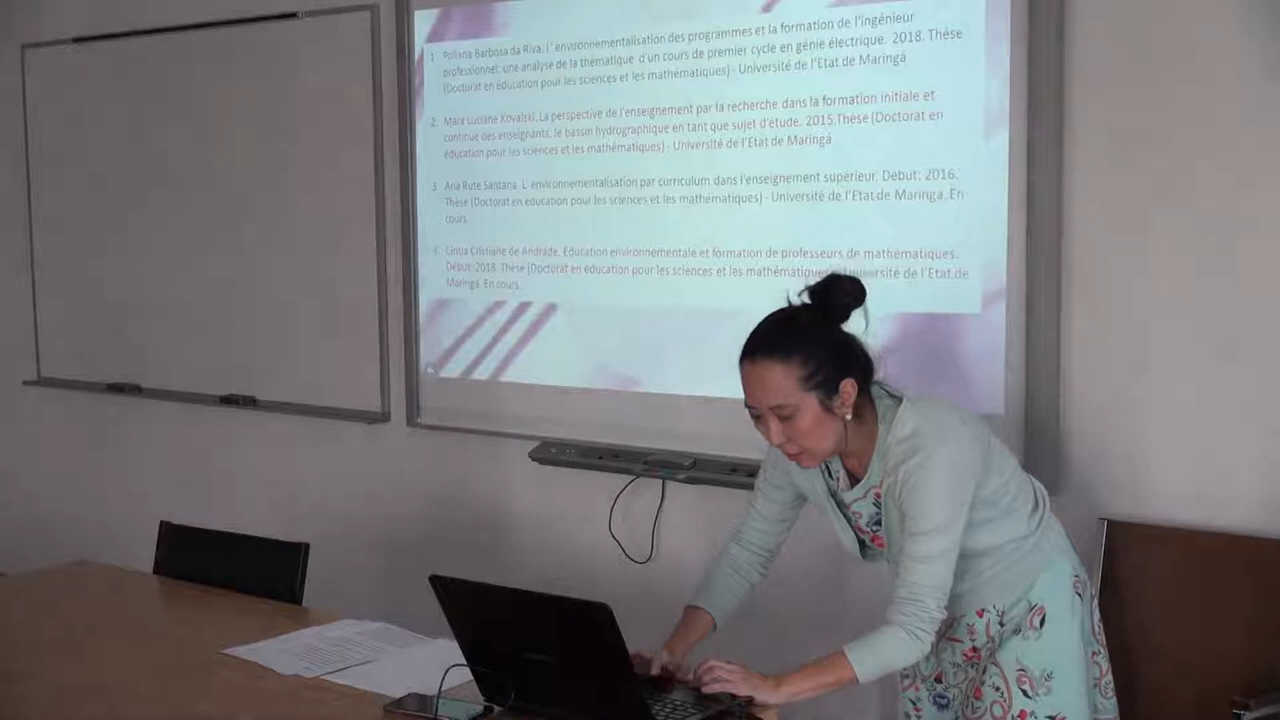 1. Poliana Barbosa da Riva. L' environnementalisation des programmes et la formation de l'ingénieur
professionnel: une analyse de la thématique d'un cours de premier cycle en génie électrique. 2018. Thèse
(Doctorat en éducation pour les sciences et les mathématiques) - Université de l'Etat de Maringá
2. Mara Luciane Kovalski. La perspective de l'enseignement par la recherche dans la formation initiale et
continue des enseignants: le bassin hydrographique en tant que sujet d'étude. 2015.Thèse (Doctorat en
éducation pour les sciences et les mathématiques) - Université de l'Etat de Maringá
3. Ana Rute Santana. L' environnementalisation par curriculum dans l'enseignement supérieur. Début: 2016.
Thèse (Doctorat en éducation pour les sciences et les mathématiques) - Université de l'Etat de Maringa. En
cours.
4. Cintia Cristiane de Andrade. Education environnementale et formation de professeurs de mathématiques.
Début: 2018. Thèse (Doctorat en éducation pour les sciences et les mathématiques) - Université de l'Etat de
Maringá. En cours.